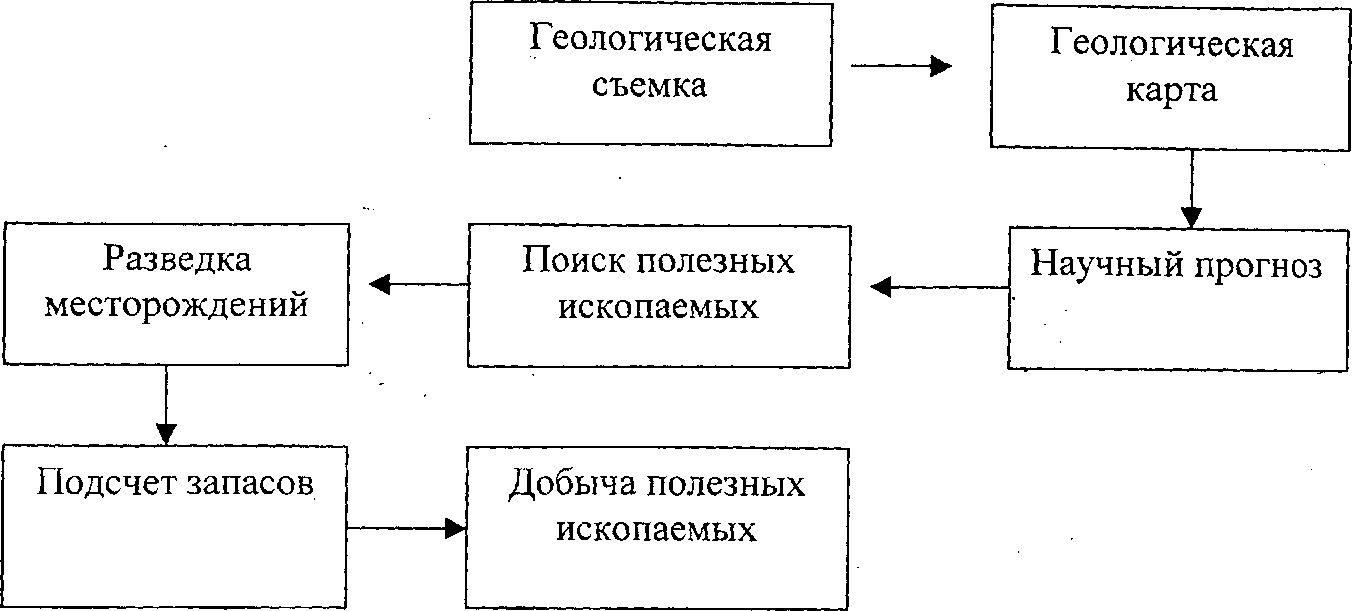 Геологическая
съемка
Геологическая
карта
Научный прогноз
Поиск полезных
ископаемых
Разведка
месторождений
Подсчет запасов
Добыча полезных
ископаемых